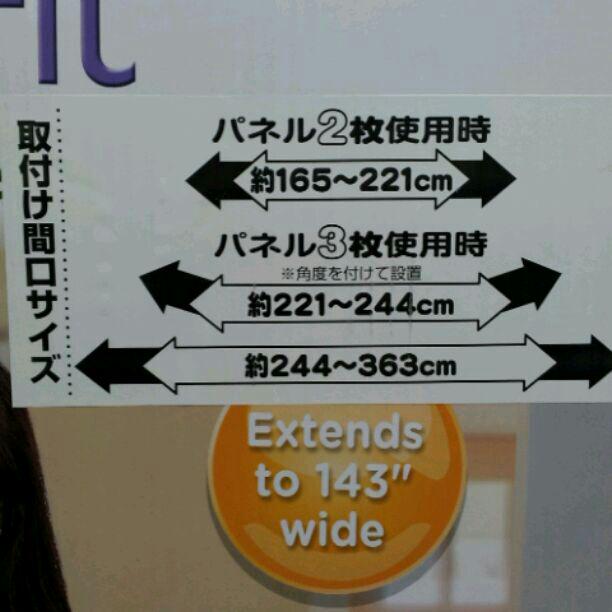 取付け間口サイズ
パネル2枚使用時
約165〜221cm
パネル3枚使用時
※角度を付けて設置
約221〜244cm
約244〜363cm
Extends
to 143"
wide